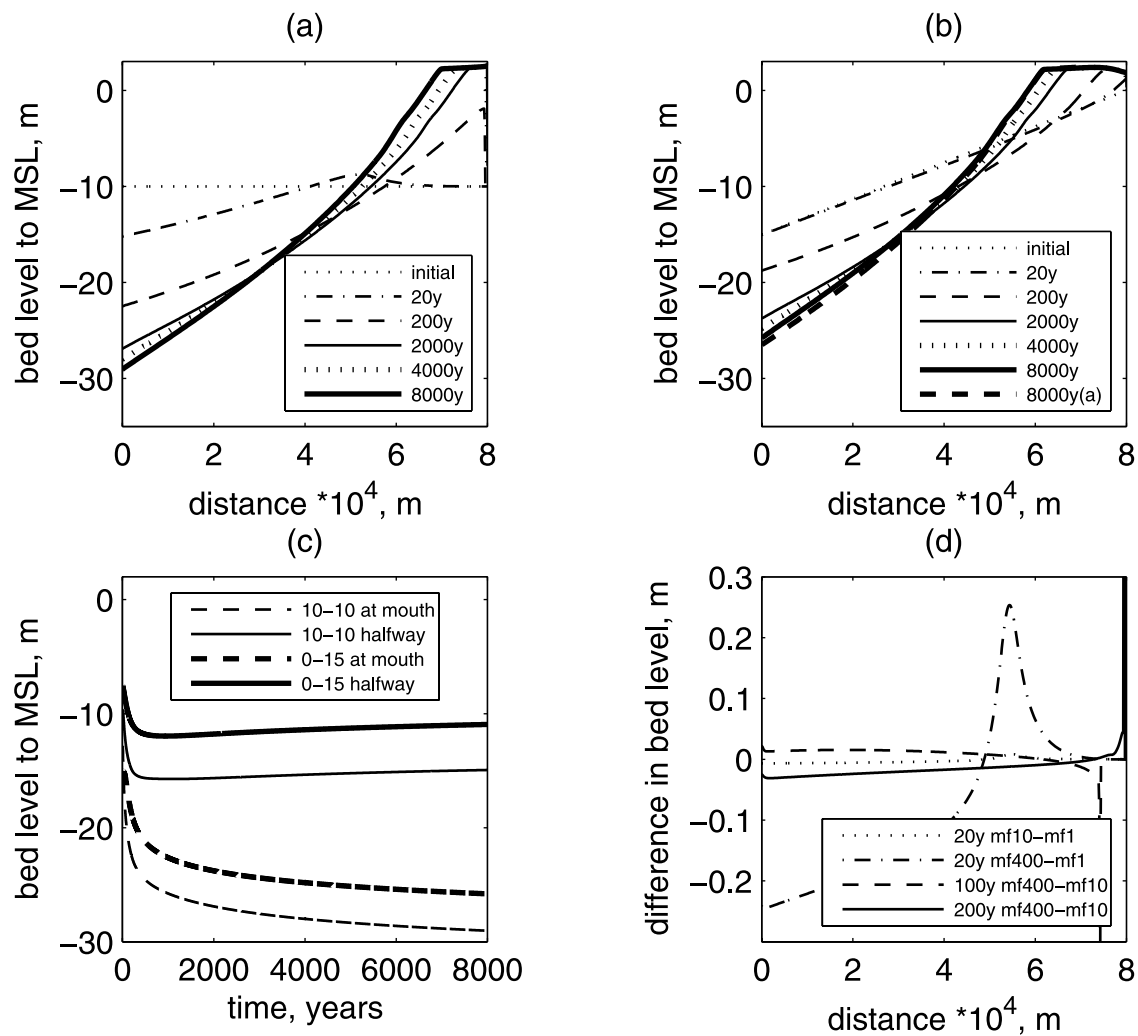 (a)
bed level to MSL, m
0
−10
−20
−30
0
2
4
6
8
distance *10^4, m
initial
20y
200y
2000y
4000y
8000y
(b)
bed level to MSL, m
0
−10
−20
−30
0
2
4
6
8
distance *10^4, m
initial
20y
200y
2000y
4000y
8000y
8000y(a)
(c)
bed level to MSL, m
0
−10
−20
−30
0
2000
4000
6000
8000
time, years
10−10 at mouth
10−10 halfway
0−15 at mouth
0−15 halfway
(d)
difference in bed level, m
0.3
0.2
0.1
0
−0.1
−0.2
0
2
4
6
8
distance *10^4, m
20y mf10−mf1
20y mf400−mf1
100y mf400−mf10
200y mf400−mf10